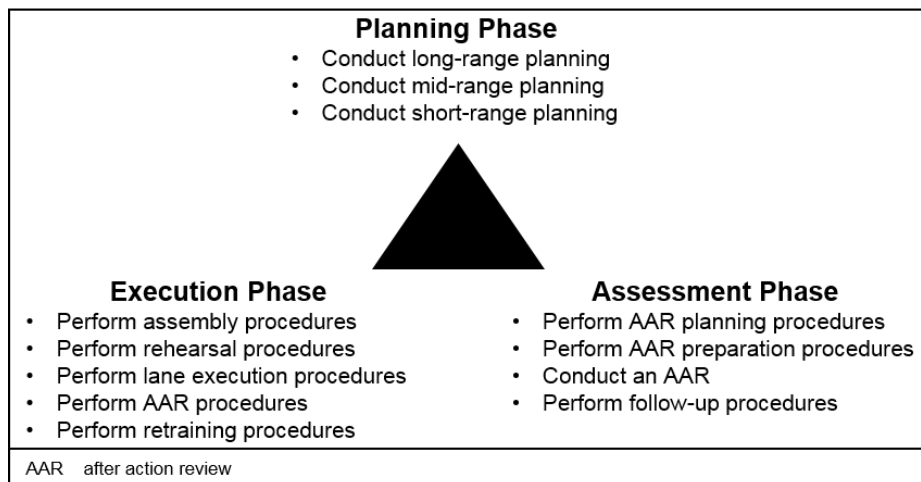 Planning Phase
• Conduct long-range planning
• Conduct mid-range planning
• Conduct short-range planning
Execution Phase
• Perform assembly procedures
• Perform rehearsal procedures
• Perform lane execution procedures
• Perform AAR procedures
• Perform retraining procedures
Assessment Phase
• Perform AAR planning procedures
• Perform AAR preparation procedures
• Conduct an AAR
• Perform follow-up procedures
AAR after action review